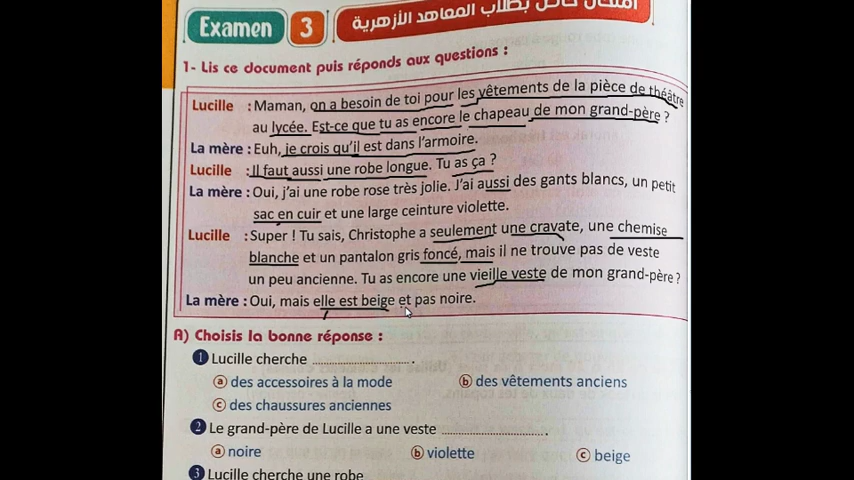 امتحان خاص بطلاب المعاهد الأزهرية
Examen 3
1- Lis ce document puis réponds aux questions :
Lucille : Maman, on a besoin de toi pour les vêtements de la pièce de théâtre
au lycée. Est-ce que tu as encore le chapeau de mon grand-père ?
La mère : Euh, je crois qu'il est dans l'armoire.
Lucille : Il faut aussi une robe longue. Tu as ça ?
La mère : Oui, j'ai une robe rose très jolie. J'ai aussi des gants blancs, un petit
sac en cuir et une large ceinture violette.
Lucille : Super ! Tu sais, Christophe a seulement une cravate, une chemise
blanche et un pantalon gris foncé, mais il ne trouve pas de veste
un peu ancienne. Tu as encore une vieille veste de mon grand-père ?
La mère : Oui, mais elle est beige et pas noire.
A) Choisis la bonne réponse :
1 Lucille cherche .............................. .
a des accessoires à la mode b des vêtements anciens
c des chaussures anciennes
2 Le grand-père de Lucille a une veste .............................. .
a noire b violette c beige
3 Lucille cherche une robe